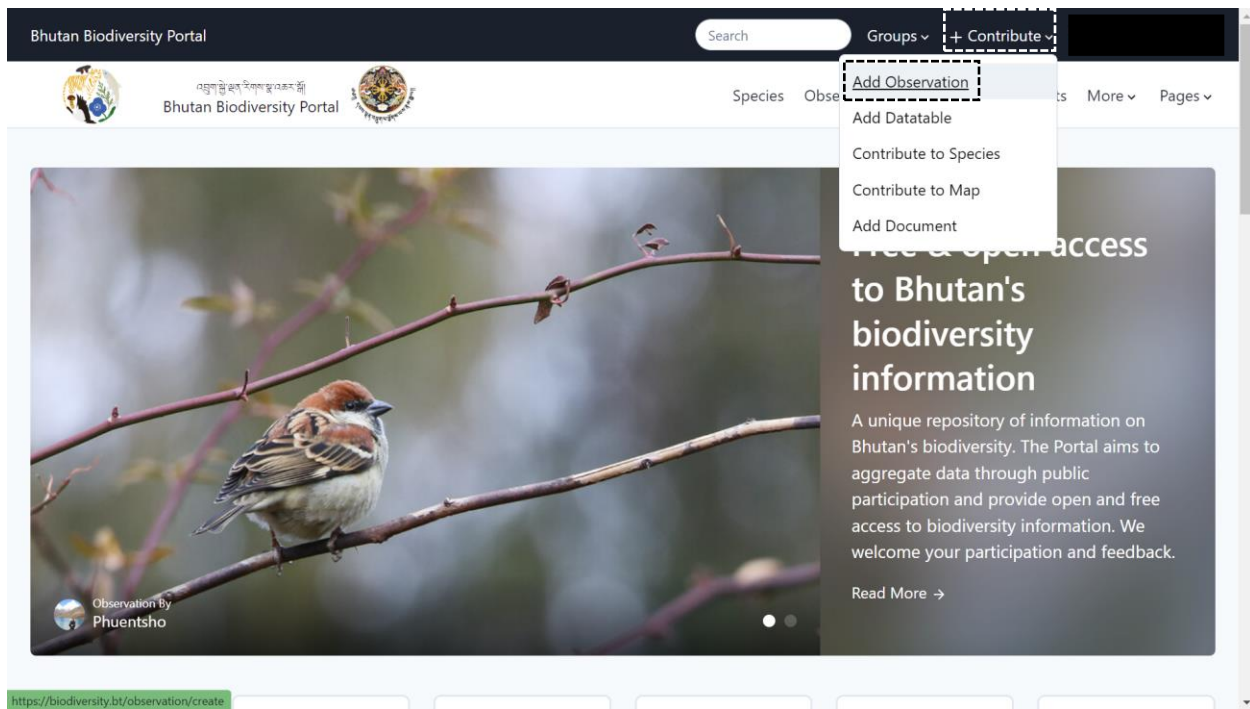 Bhutan Biodiversity Portal
Search
Groups
+ Contribute
Bhutan Biodiversity Portal
Species
Obse
ts
More
Pages
Add Observation
Add Datatable
Contribute to Species
Contribute to Map
Add Document
Free & open access
to Bhutan's
biodiversity
information
A unique repository of information on
Bhutan's biodiversity. The Portal aims to
aggregate data through public
participation and provide open and free
access to biodiversity information. We
welcome your participation and feedback.
Read More →
Observation By
Phuentsho
https://biodiversity.bt/observation/create